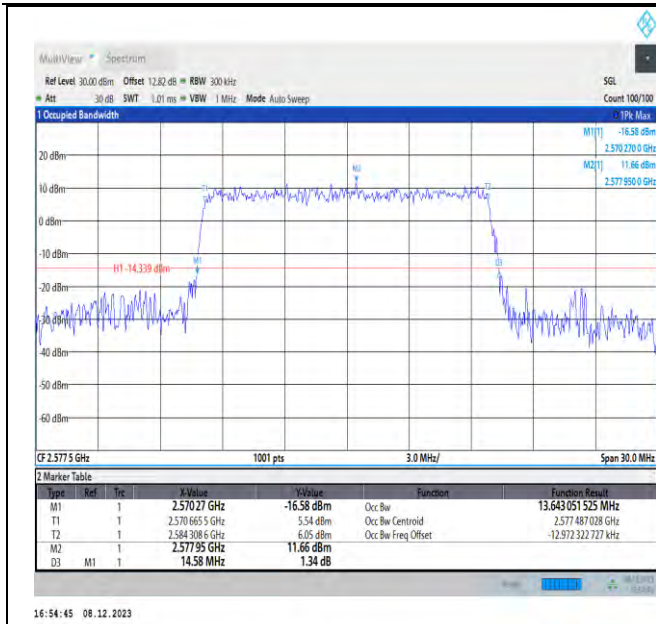 MultiView Spectrum
Ref Level 30.00 dBm Offset 12.82 dB RBW 300 kHz SGL
Att 30 dB SWT 1.01 ms VBW 1 MHz Mode Auto Sweep Count 100/100
1 Occupied Bandwidth 1Pk Max
M1[1] -16.58 dBm
2.570 270 0 GHz
M2[1] 11.66 dBm
2.577 950 0 GHz
20 dBm
M2
10 dBm
T1 T2
0 dBm
-10 dBm
M1 D3
H1 -14.339 dBm
-20 dBm
-30 dBm
-40 dBm
-50 dBm
-60 dBm
CF 2.577 5 GHz 1001 pts 3.0 MHz/ Span 30.0 MHz
2 Marker Table
Type Ref Trc X-Value Y-Value Function Function Result
M1 1 2.570 27 GHz -16.58 dBm Occ Bw 13.643 051 525 MHz
T1 1 2.570 665 5 GHz 5.54 dBm Occ Bw Centroid 2.577 487 028 GHz
T2 1 2.584 308 6 GHz 6.05 dBm Occ Bw Freq Offset -12.972 322 727 kHz
M2 1 2.577 95 GHz 11.66 dBm
D3 M1 1 14.58 MHz 1.34 dB
16:54:45 08.12.2023